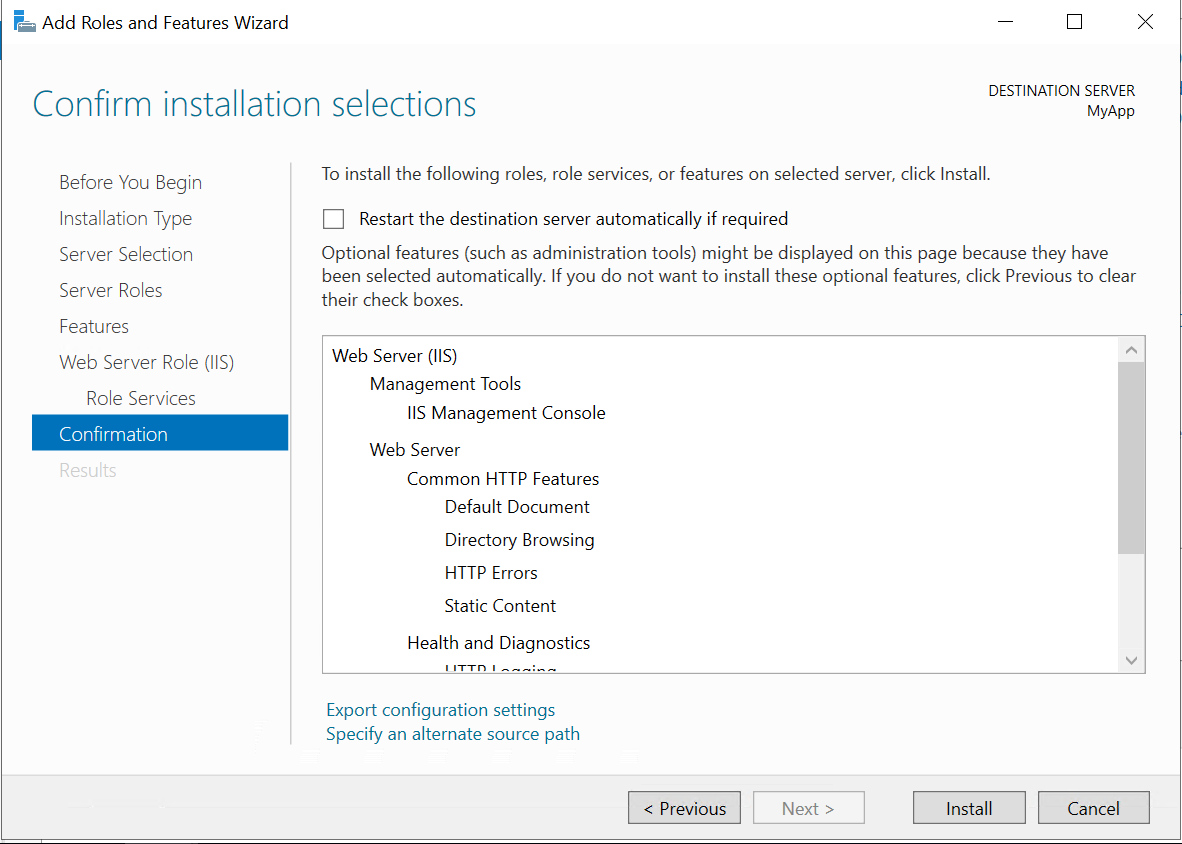 Add Roles and Features Wizard
Confirm installation selections
DESTINATION SERVER
MyApp
Before You Begin
Installation Type
Server Selection
Server Roles
Features
Web Server Role (IIS)
Role Services
Confirmation
Results
To install the following roles, role services, or features on selected server, click Install.
Restart the destination server automatically if required
Optional features (such as administration tools) might be displayed on this page because they have
been selected automatically. If you do not want to install these optional features, click Previous to clear
their check boxes.
Web Server (IIS)
Management Tools
IIS Management Console
Web Server
Common HTTP Features
Default Document
Directory Browsing
HTTP Errors
Static Content
Health and Diagnostics
HTTP Logging
Export configuration settings
Specify an alternate source path
< Previous
Next >
Install
Cancel